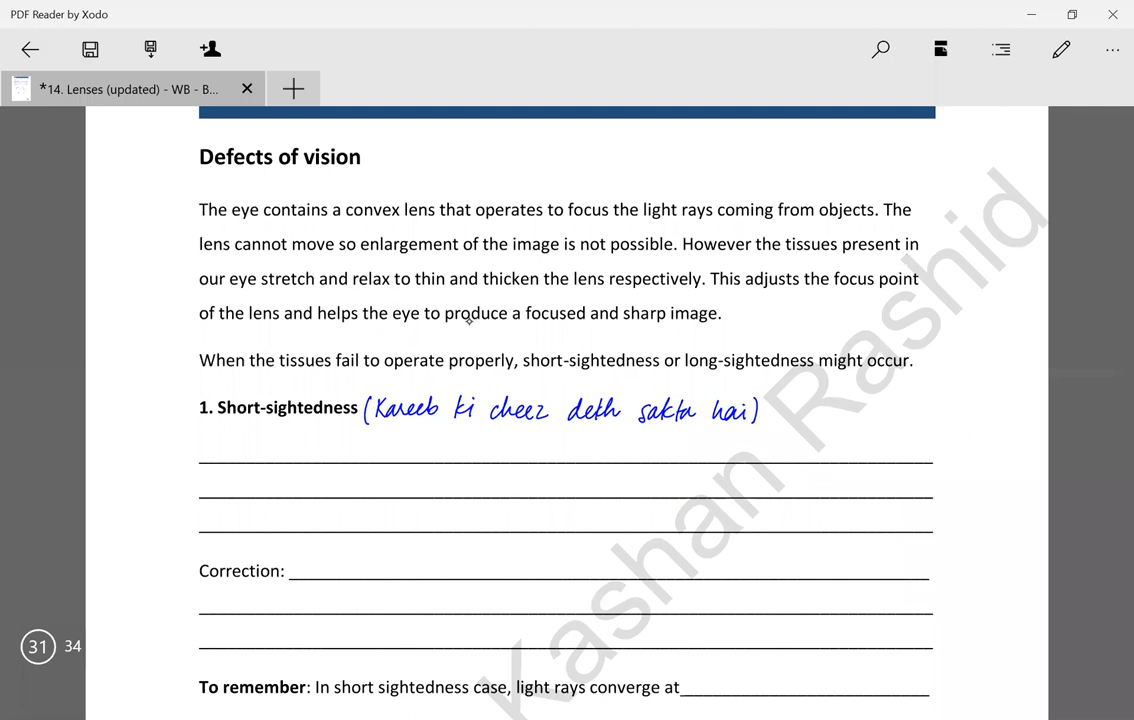 PDF Reader by Xodo
*14. Lenses (updated) - WB - B...
Defects of vision
The eye contains a convex lens that operates to focus the light rays coming from objects. The
lens cannot move so enlargement of the image is not possible. However the tissues present in
our eye stretch and relax to thin and thicken the lens respectively. This adjusts the focus point
of the lens and helps the eye to produce a focused and sharp image.
When the tissues fail to operate properly, short-sightedness or long-sightedness might occur.
1. Short-sightedness (Kareeb ki cheez dekh sakta hai)
Correction:
31 34
To remember: In short sightedness case, light rays converge at
Kashan Rashid